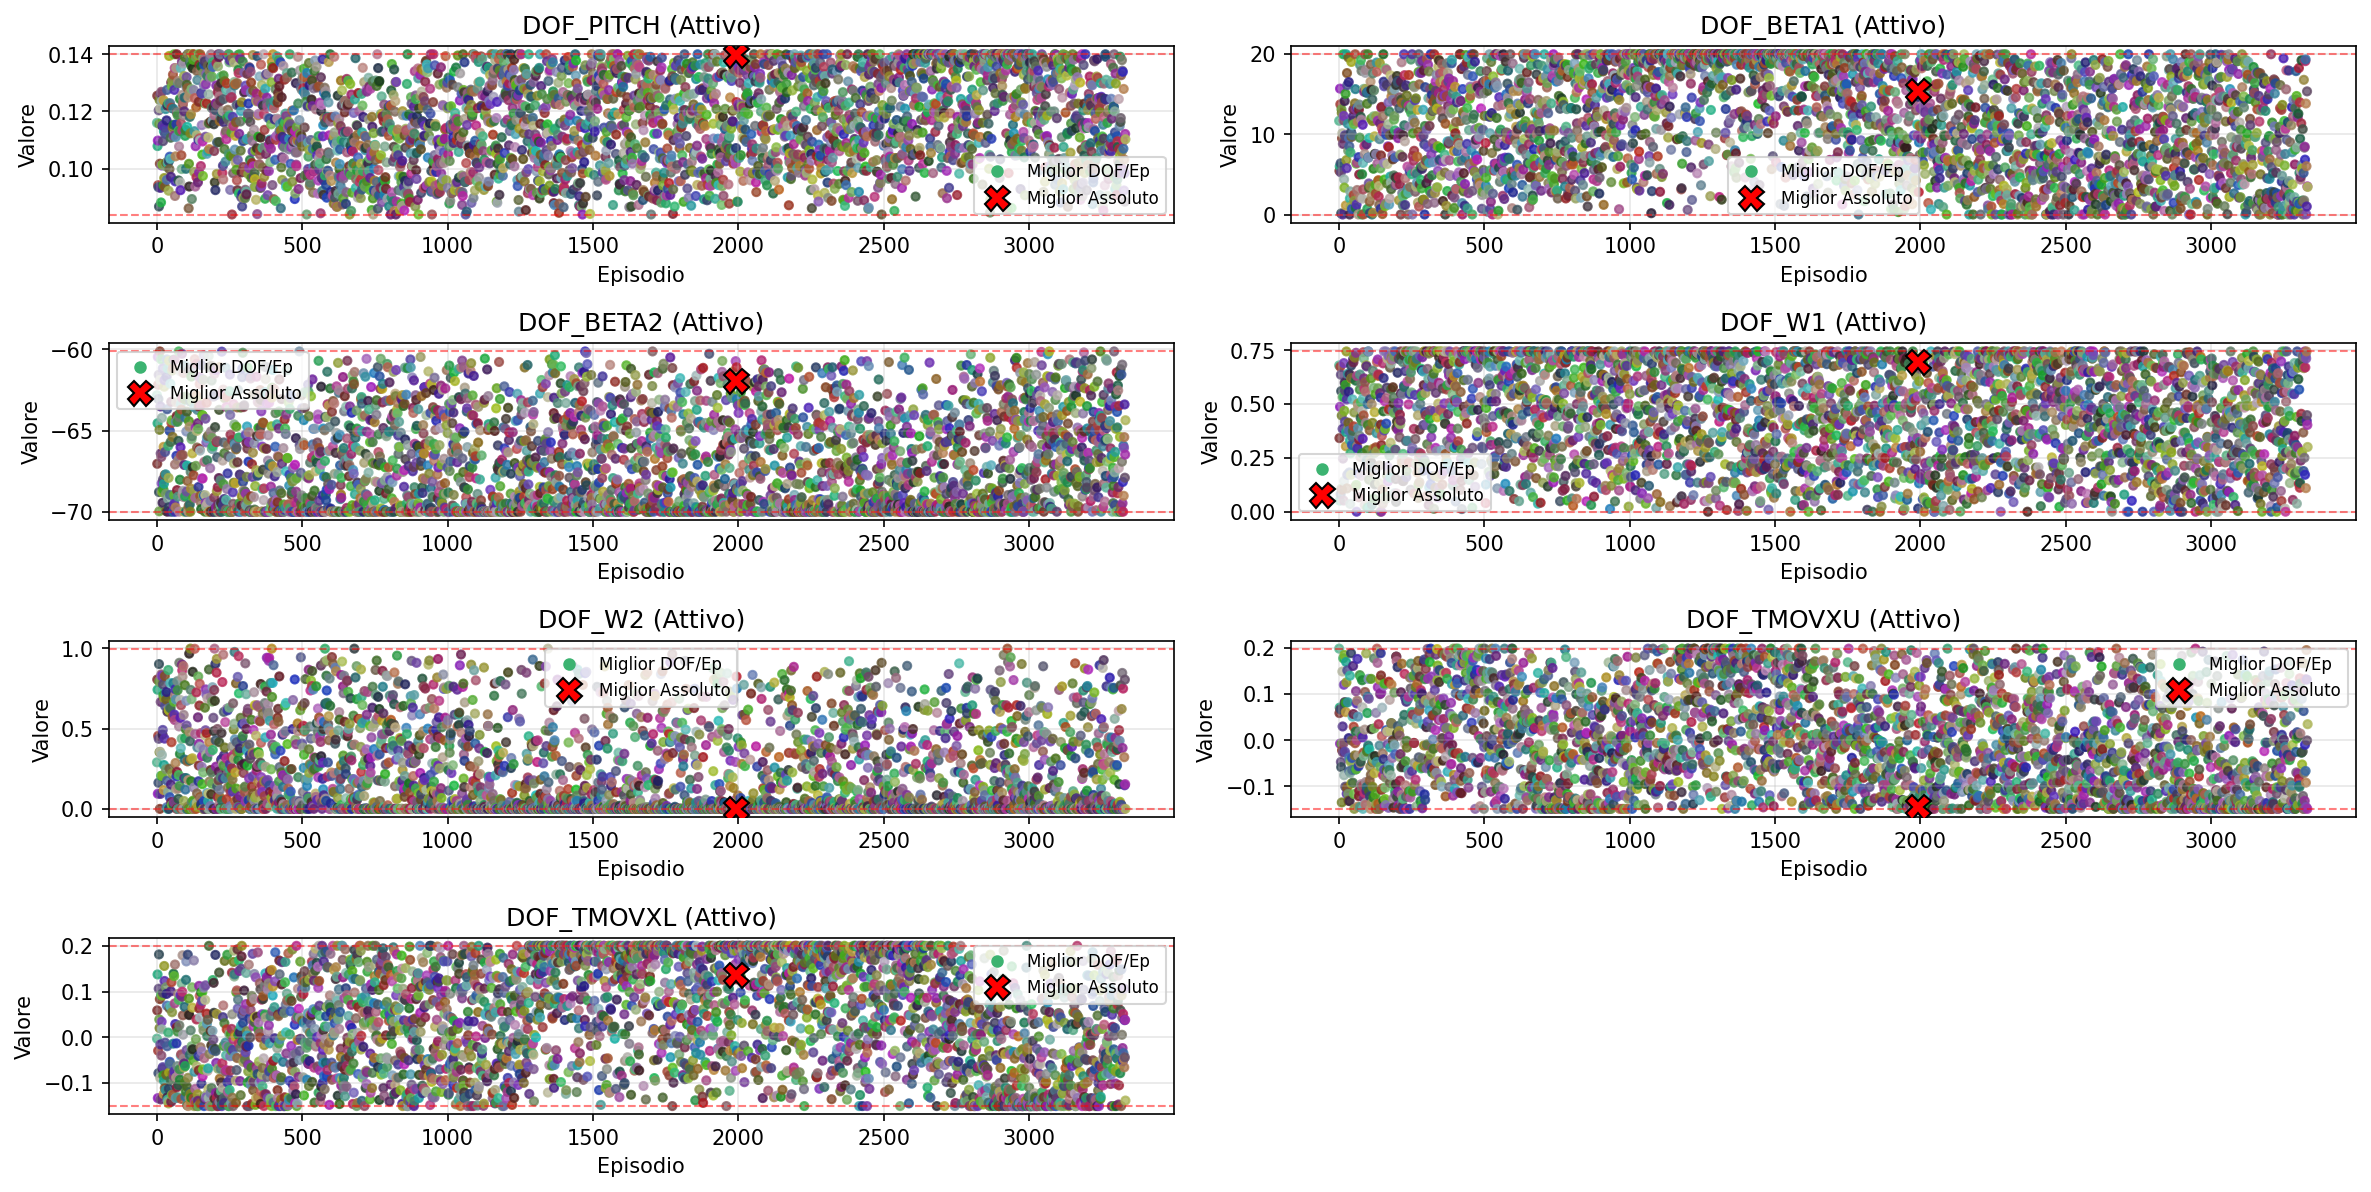 DOF_PITCH (Attivo)
Valore
0.14
0.12
0.10
Miglior DOF/Ep
Miglior Assoluto
0 500 1000 1500 2000 2500 3000
Episodio
DOF_BETA1 (Attivo)
Valore
20
10
0
Miglior DOF/Ep
Miglior Assoluto
0 500 1000 1500 2000 2500 3000
Episodio
DOF_BETA2 (Attivo)
Valore
−60
−65
−70
Miglior DOF/Ep
Miglior Assoluto
0 500 1000 1500 2000 2500 3000
Episodio
DOF_W1 (Attivo)
Valore
0.75
0.50
0.25
0.00
Miglior DOF/Ep
Miglior Assoluto
0 500 1000 1500 2000 2500 3000
Episodio
DOF_W2 (Attivo)
Valore
1.0
0.5
0.0
Miglior DOF/Ep
Miglior Assoluto
0 500 1000 1500 2000 2500 3000
Episodio
DOF_TMOVXU (Attivo)
Valore
0.2
0.1
0.0
−0.1
Miglior DOF/Ep
Miglior Assoluto
0 500 1000 1500 2000 2500 3000
Episodio
DOF_TMOVXL (Attivo)
Valore
0.2
0.1
0.0
−0.1
Miglior DOF/Ep
Miglior Assoluto
0 500 1000 1500 2000 2500 3000
Episodio